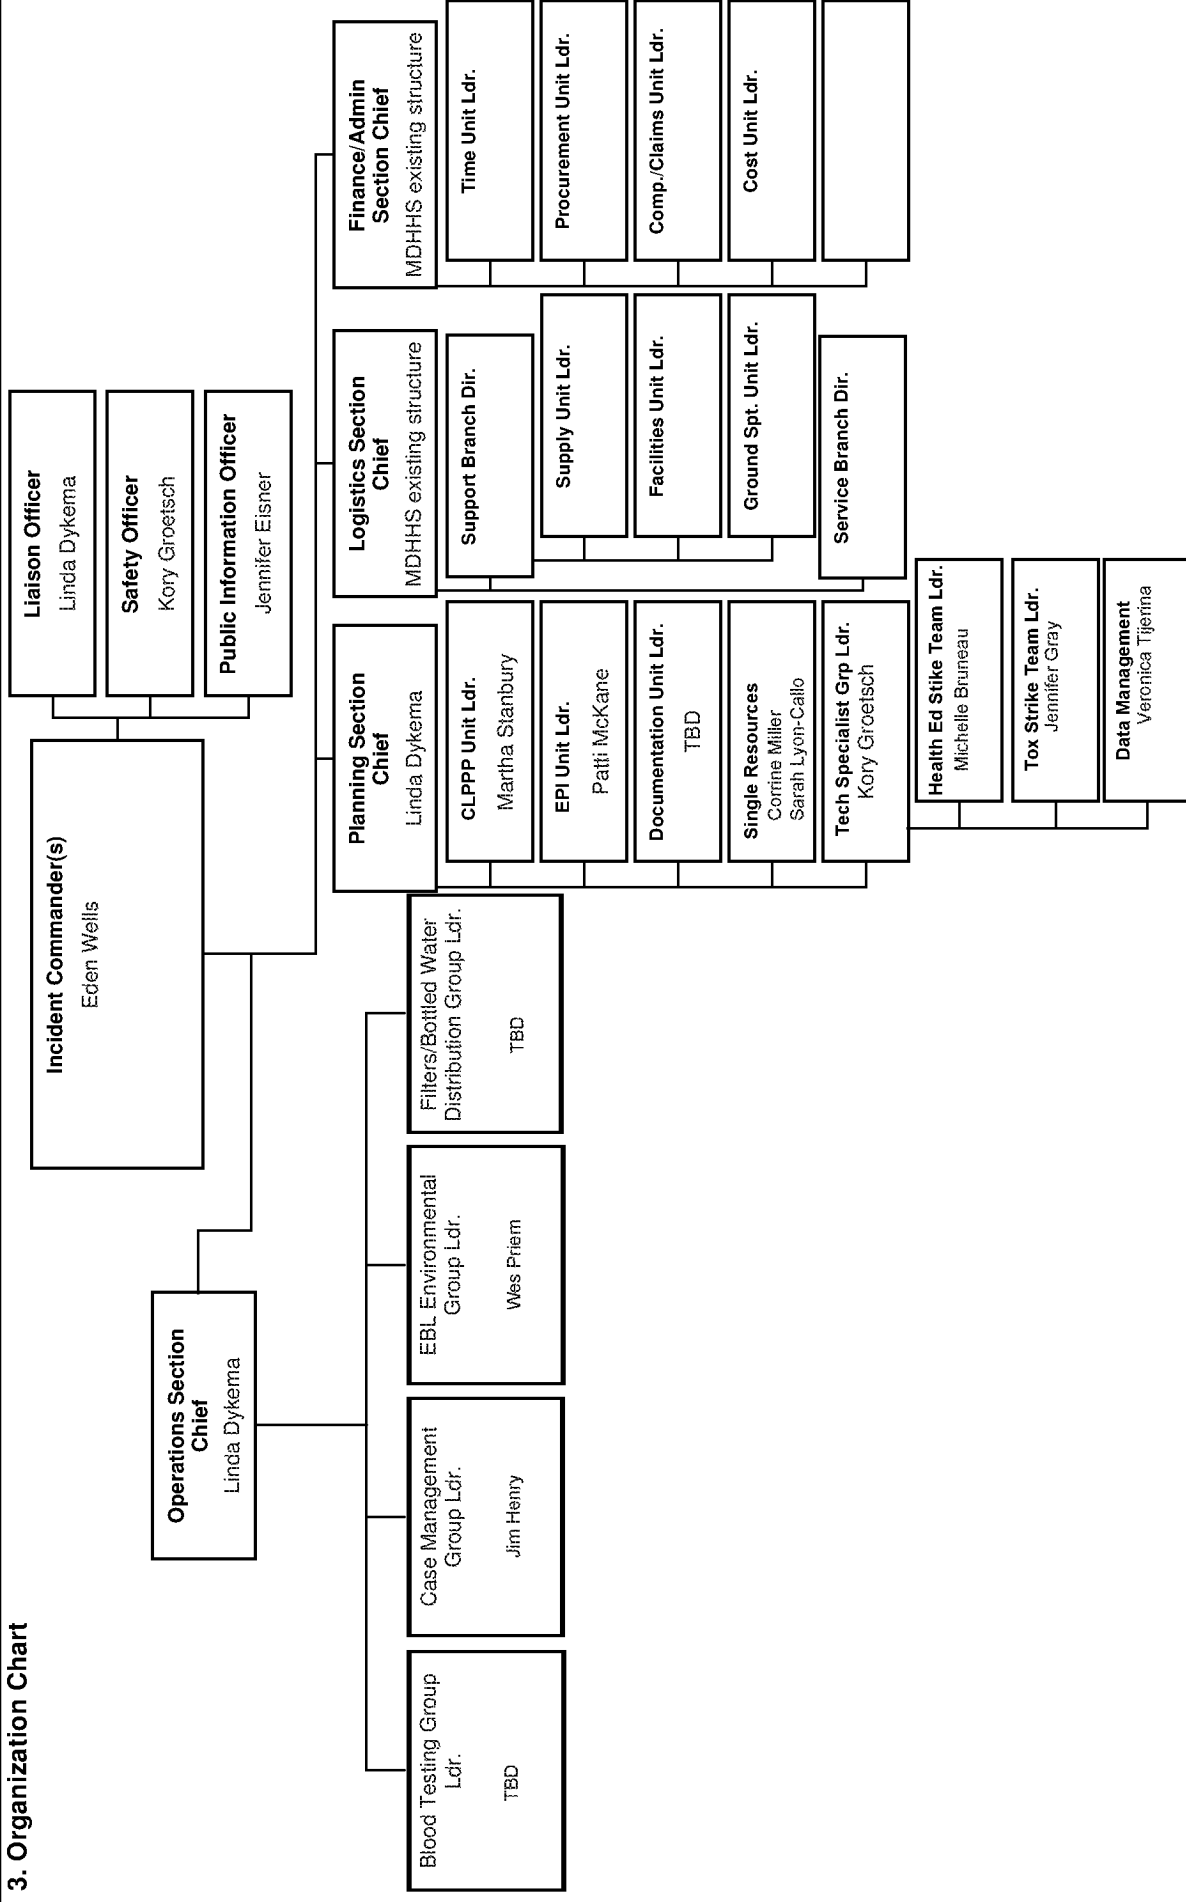 3. Organization Chart
Incident Commander(s)
Eden Wells
Liaison Officer
Linda Dykema
Safety Officer
Kory Groetsch
Public Information Officer
Jennifer Eisner
Operations Section
Chief
Linda Dykema
Blood Testing Group
Ldr.
TBD
Case Management
Group Ldr.
Jim Henry
EBL Environmental
Group Ldr.
Wes Priem
Filters/Bottled Water
Distribution Group Ldr.
TBD
Planning Section
Chief
Linda Dykema
CLPPP Unit Ldr.
Martha Stanbury
EPI Unit Ldr.
Patti McKane
Documentation Unit Ldr.
TBD
Single Resources
Corrine Miller
Sarah Lyon-Callo
Tech Specialist Grp Ldr.
Kory Groetsch
Health Ed Stike Team Ldr.
Michelle Bruneau
Tox Strike Team Ldr.
Jennifer Gray
Data Management
Veronica Tijerina
Logistics Section
Chief
MDHHS existing structure
Support Branch Dir.
Supply Unit Ldr.
Facilities Unit Ldr.
Ground Spt. Unit Ldr.
Service Branch Dir.
Finance/Admin
Section Chief
MDHHS existing structure
Time Unit Ldr.
Procurement Unit Ldr.
Comp./Claims Unit Ldr.
Cost Unit Ldr.